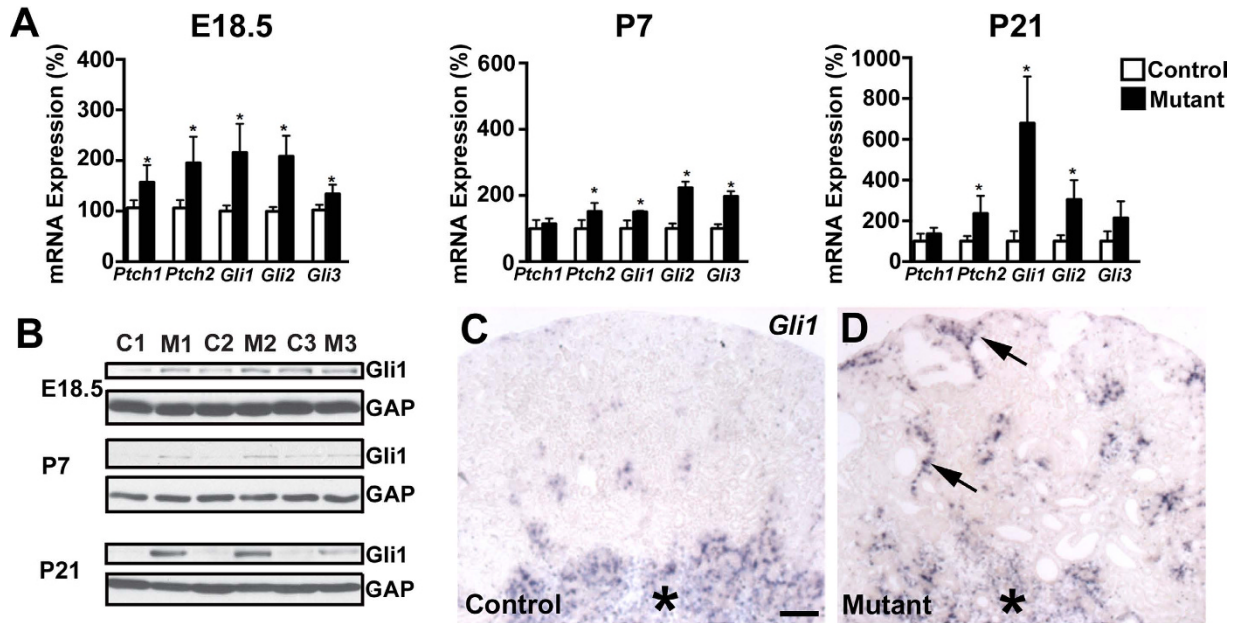 A
E18.5
mRNA Expression (%)
400
300
200
100
0
*
*
*
*
*
Ptch1 Ptch2 Gli1 Gli2 Gli3
P7
mRNA Expression (%)
600
400
200
0
*
*
*
*
Ptch1 Ptch2 Gli1 Gli2 Gli3
P21
mRNA Expression (%)
1000
800
600
400
200
0
*
*
*
Ptch1 Ptch2 Gli1 Gli2 Gli3
Control
Mutant
B
C1 M1 C2 M2 C3 M3
E18.5
Gli1
GAP
P7
Gli1
GAP
P21
Gli1
GAP
C
Gli1
Control
*
D
Mutant
*